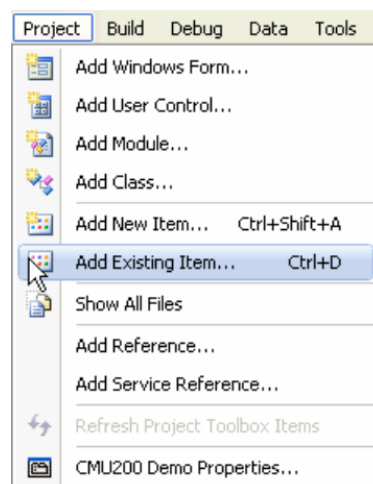 Project Build Debug Data Tools
Add Windows Form...
Add User Control...
Add Module...
Add Class...
Add New Item... Ctrl+Shift+A
Add Existing Item... Ctrl+D
Show All Files
Add Reference...
Add Service Reference...
Refresh Project Toolbox Items
CMU200 Demo Properties...